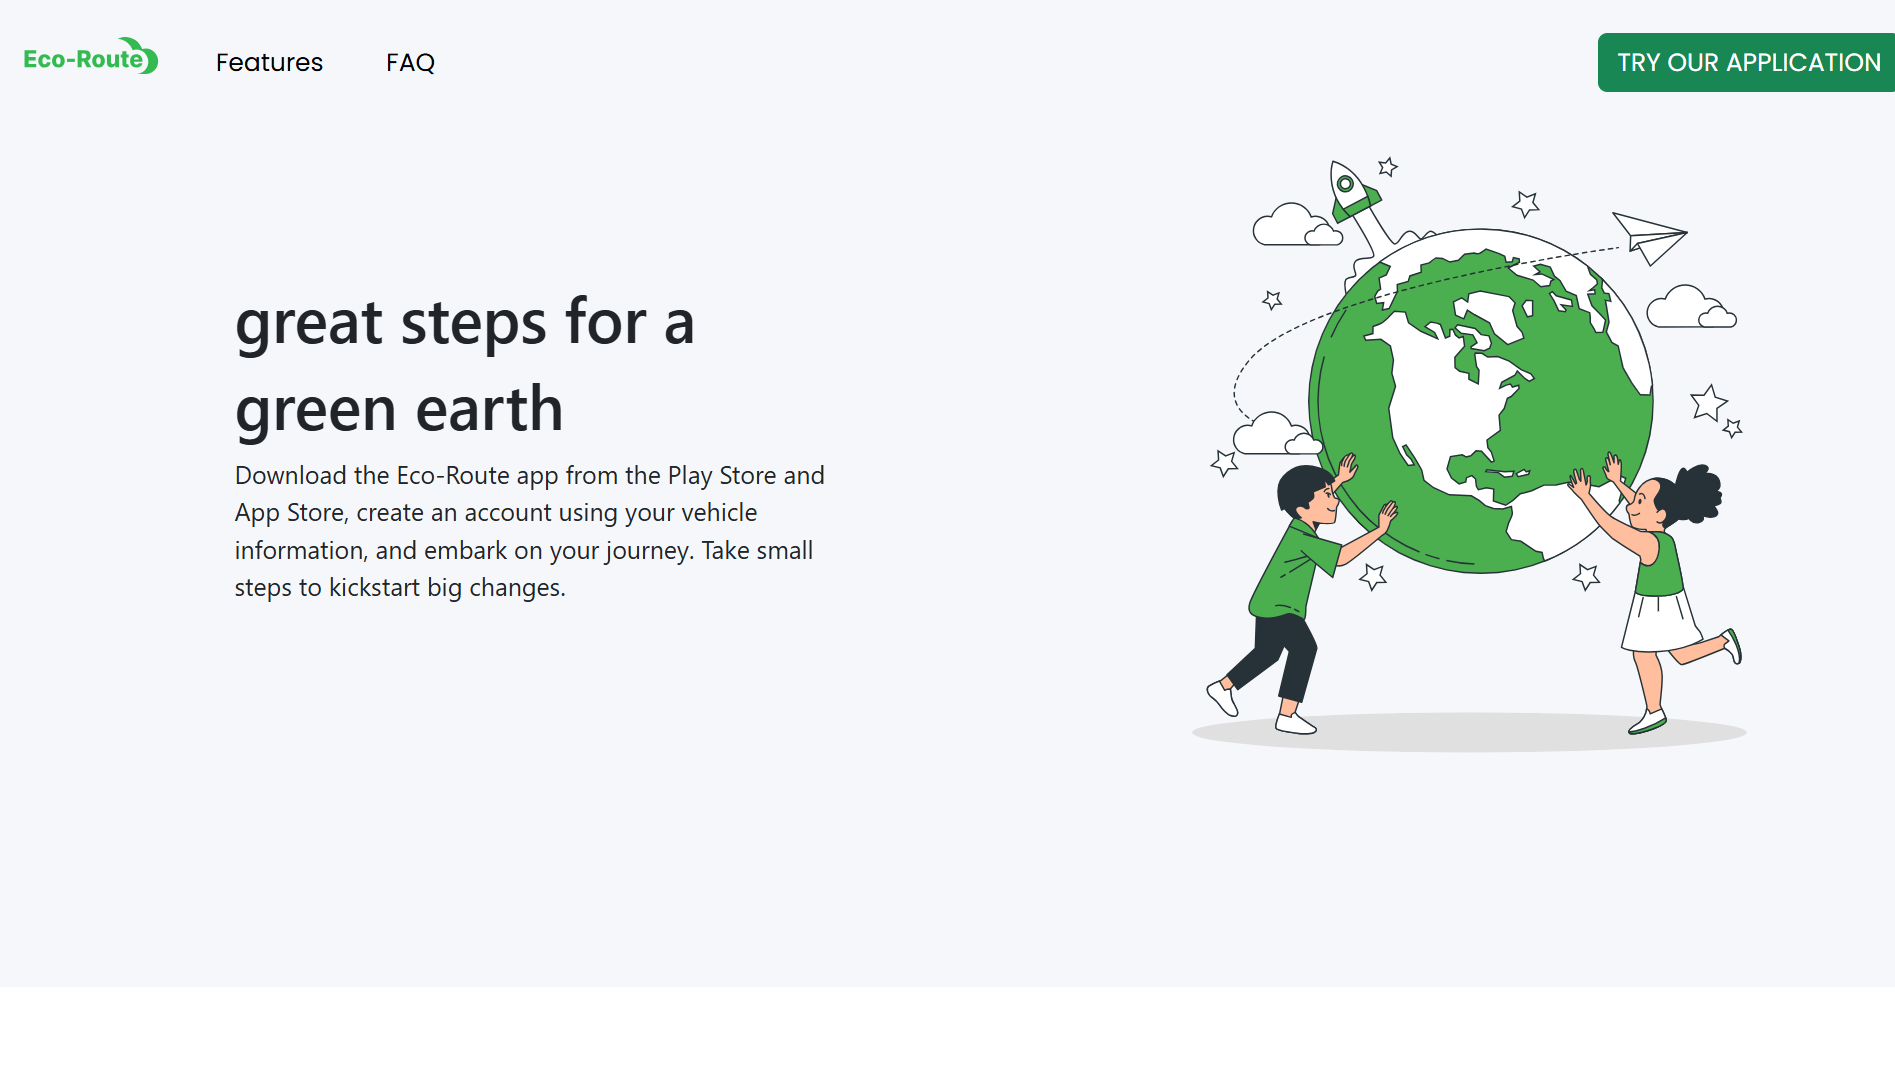 Eco-Route
Features
FAQ
TRY OUR APPLICATION
great steps for a
green earth
Download the Eco-Route app from the Play Store and
App Store, create an account using your vehicle
information, and embark on your journey. Take small
steps to kickstart big changes.